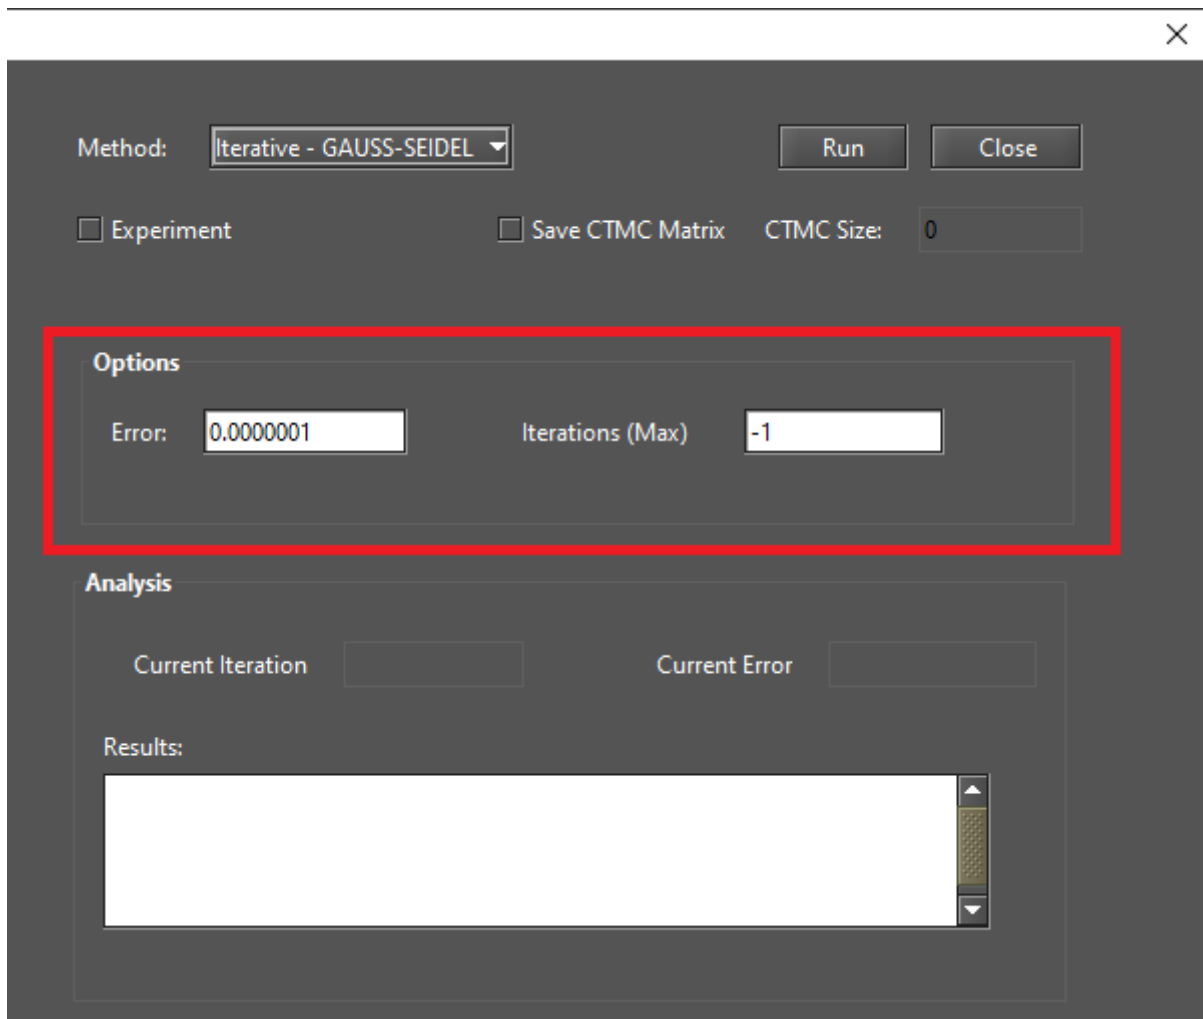 Method: Iterative - GAUSS-SEIDEL Run Close
Experiment Save CTMC Matrix CTMC Size: 0
Options
Error: 0.0000001 Iterations (Max) -1
Analysis
Current Iteration Current Error
Results: